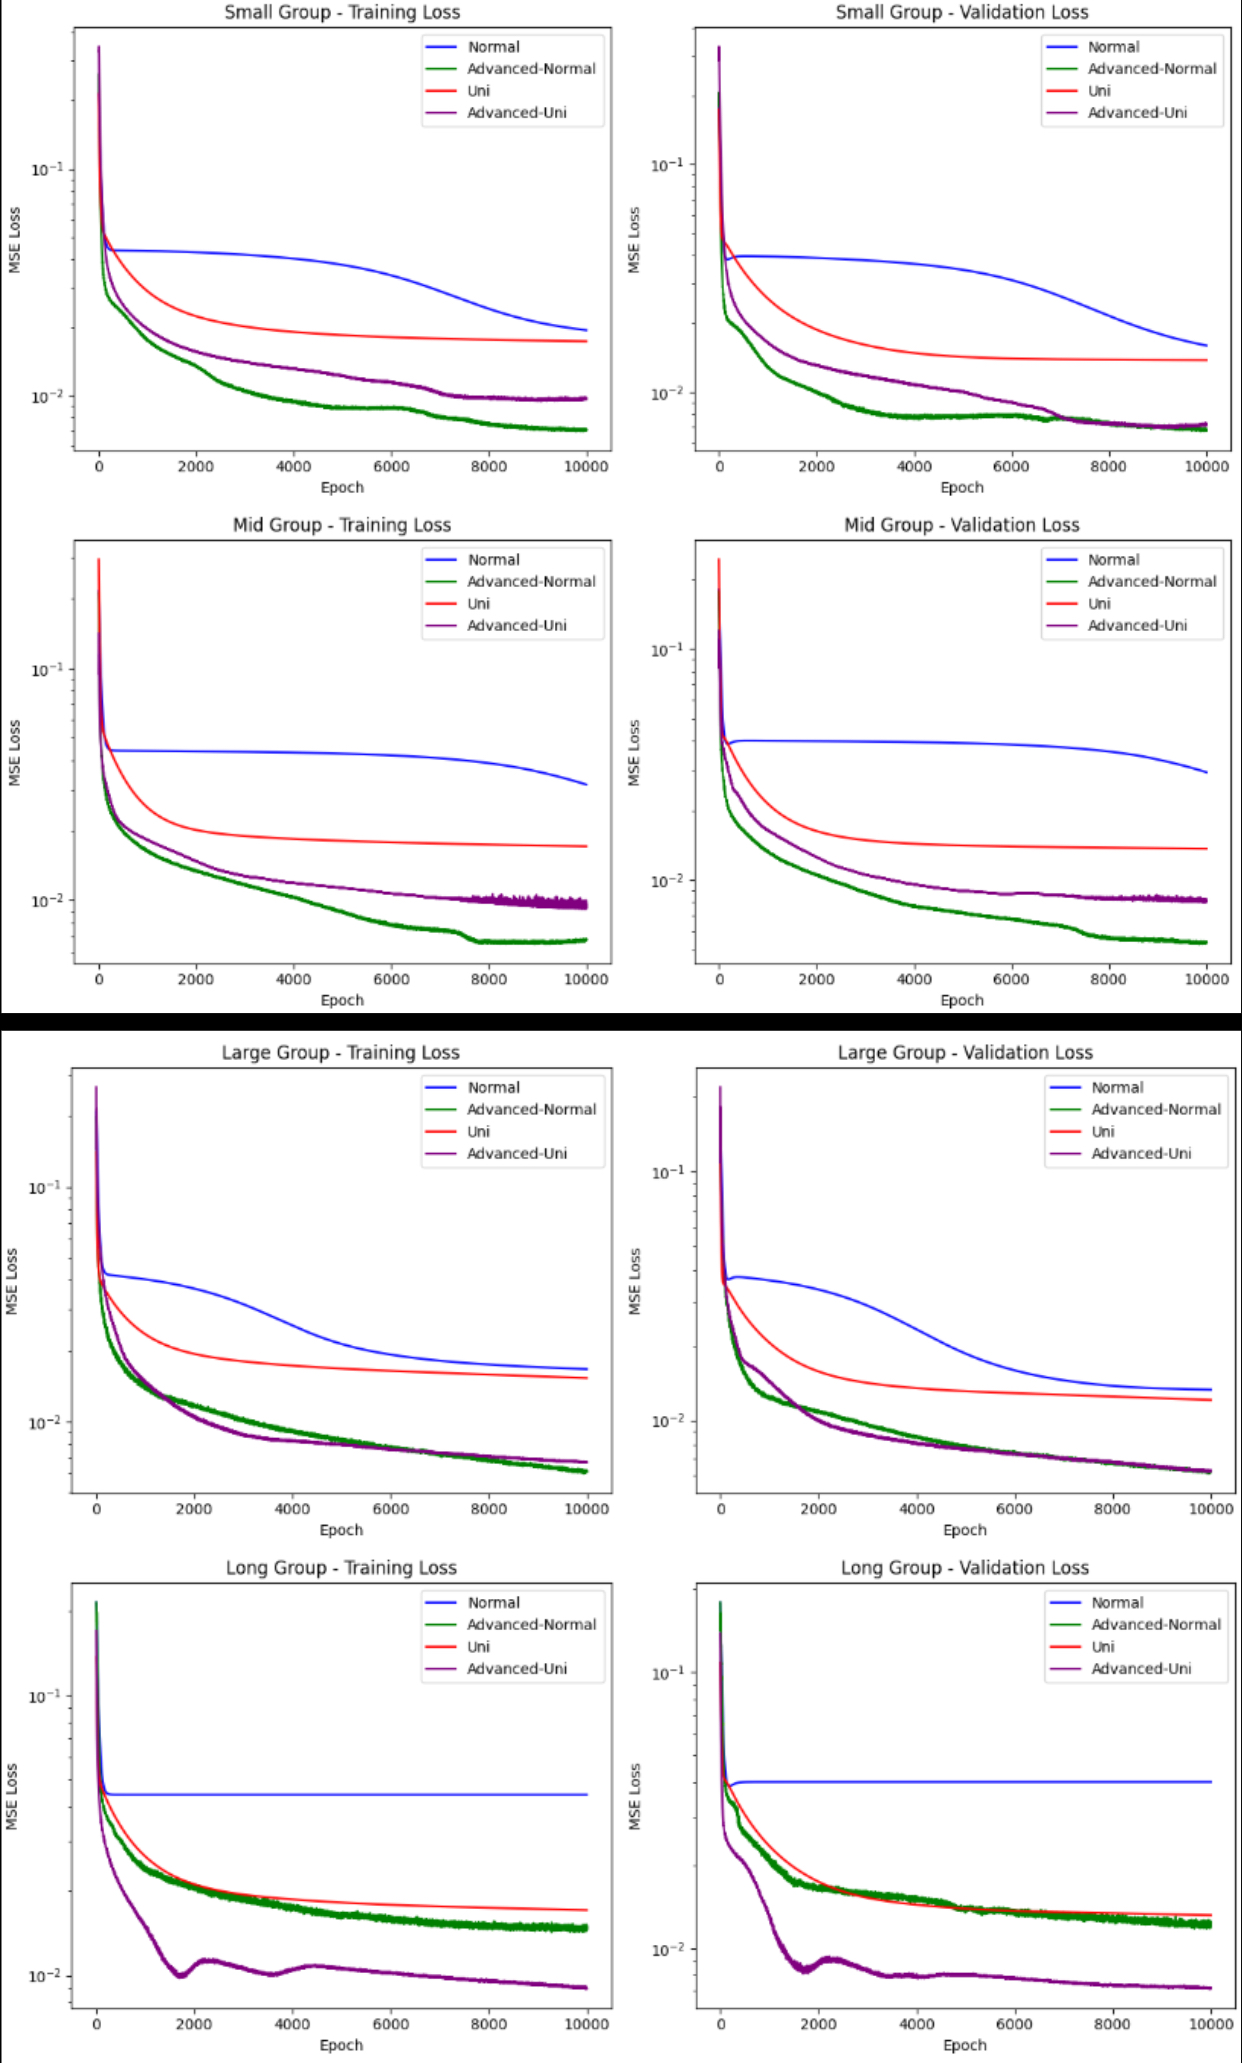 Small Group - Training Loss
MSE Loss
10⁻¹
10⁻²
Normal
Advanced-Normal
Uni
Advanced-Uni
0 2000 4000 6000 8000 10000
Epoch
Small Group - Validation Loss
MSE Loss
10⁻¹
10⁻²
Normal
Advanced-Normal
Uni
Advanced-Uni
0 2000 4000 6000 8000 10000
Epoch
Mid Group - Training Loss
MSE Loss
10⁻¹
10⁻²
Normal
Advanced-Normal
Uni
Advanced-Uni
0 2000 4000 6000 8000 10000
Epoch
Mid Group - Validation Loss
MSE Loss
10⁻¹
10⁻²
Normal
Advanced-Normal
Uni
Advanced-Uni
0 2000 4000 6000 8000 10000
Epoch
Large Group - Training Loss
MSE Loss
10⁻¹
10⁻²
Normal
Advanced-Normal
Uni
Advanced-Uni
0 2000 4000 6000 8000 10000
Epoch
Large Group - Validation Loss
MSE Loss
10⁻¹
10⁻²
Normal
Advanced-Normal
Uni
Advanced-Uni
0 2000 4000 6000 8000 10000
Epoch
Long Group - Training Loss
MSE Loss
10⁻¹
10⁻²
Normal
Advanced-Normal
Uni
Advanced-Uni
0 2000 4000 6000 8000 10000
Epoch
Long Group - Validation Loss
MSE Loss
10⁻¹
10⁻²
Normal
Advanced-Normal
Uni
Advanced-Uni
0 2000 4000 6000 8000 10000
Epoch